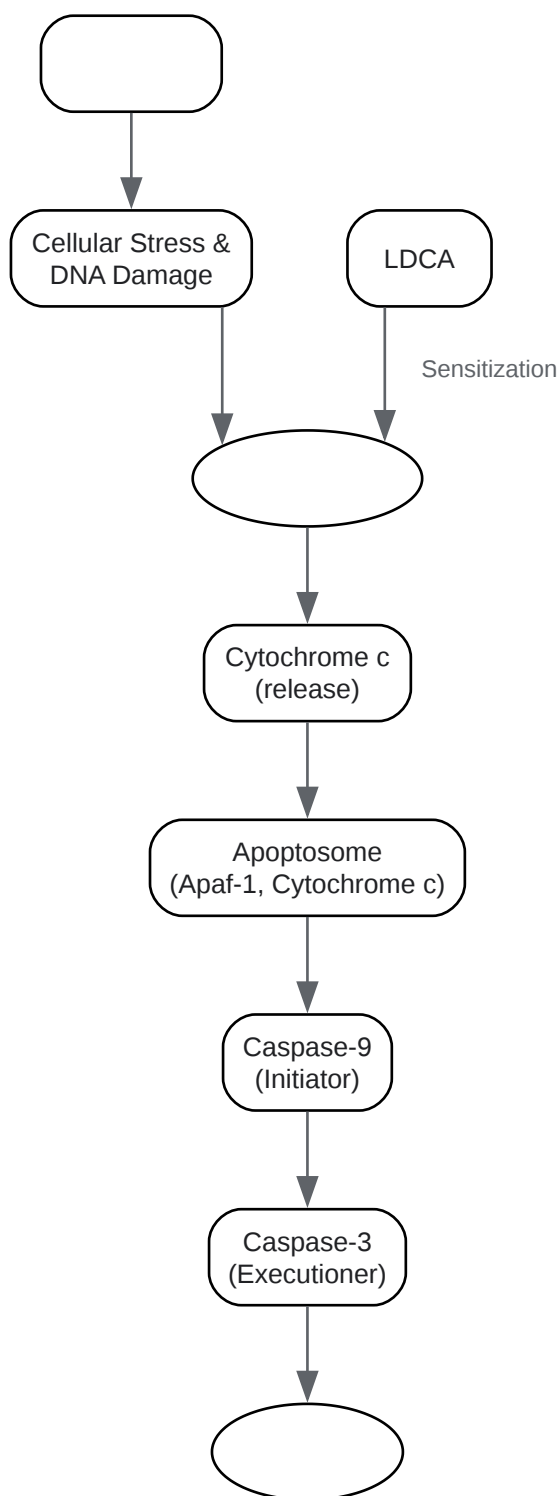 Cellular Stress &
DNA Damage
LDCA
Sensitization
Cytochrome c
(release)
Apoptosome
(Apaf-1, Cytochrome c)
Caspase-9
(Initiator)
Caspase-3
(Executioner)